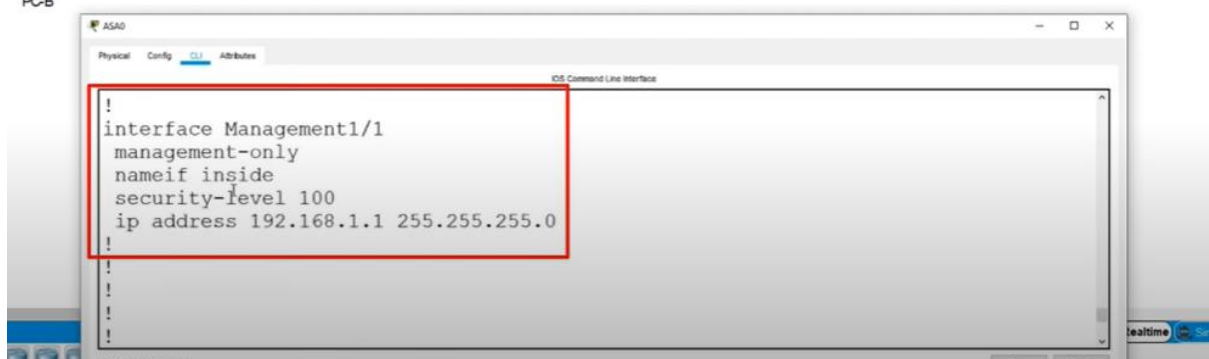 PC-B
ASA0
Physical Config CLI Attributes
IOS Command Line Interface
!
interface Management1/1
management-only
nameif inside
security-level 100
ip address 192.168.1.1 255.255.255.0
!
!
!
!
!
Realtime